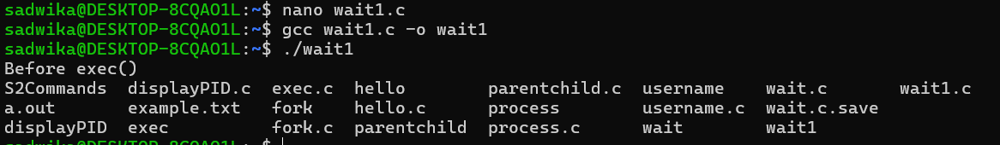 sadwika@DESKTOP-8CQAO1L:~$ nano wait1.c
sadwika@DESKTOP-8CQAO1L:~$ gcc wait1.c -o wait1
sadwika@DESKTOP-8CQAO1L:~$ ./wait1
Before exec()
S2Commands  displayPID.c  exec.c  hello        parentchild.c  username    wait.c       wait1.c
a.out       example.txt   fork    hello.c      process        username.c  wait.c.save
displayPID  exec          fork.c  parentchild  process.c      wait        wait1
sadwika@DESKTOP-8CQAO1L:~$